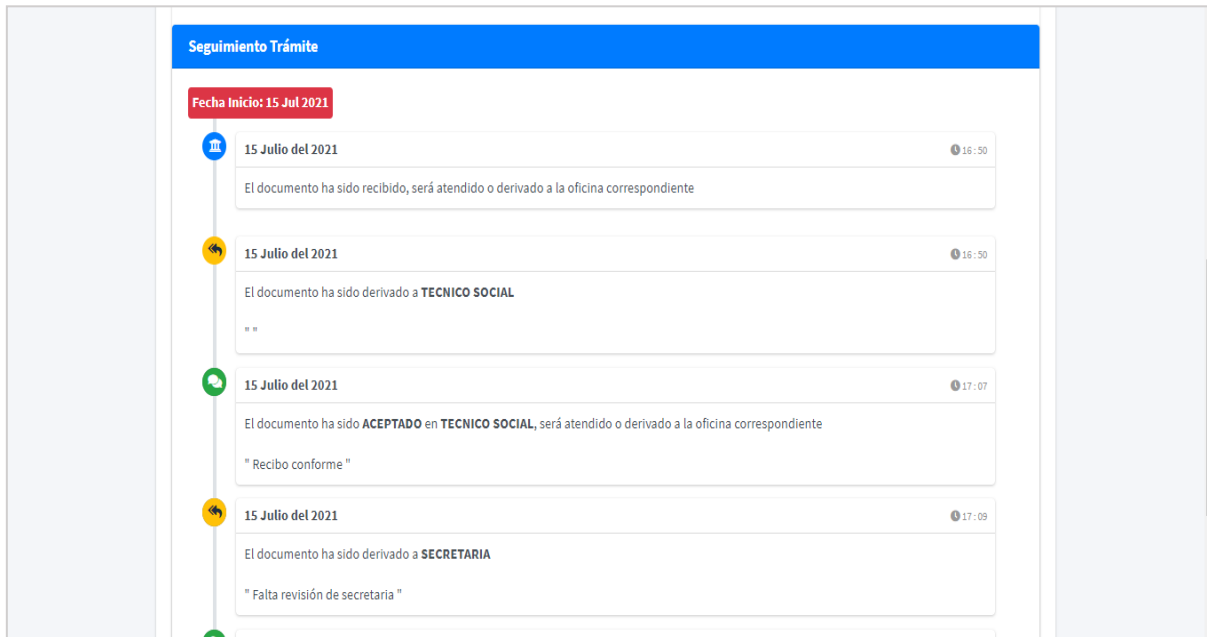 Seguimiento Trámite
Fecha Inicio: 15 Jul 2021
15 Julio del 2021
16:50
El documento ha sido recibido, será atendido o derivado a la oficina correspondiente
15 Julio del 2021
16:50
El documento ha sido derivado a TECNICO SOCIAL
" "
15 Julio del 2021
17:07
El documento ha sido ACEPTADO en TECNICO SOCIAL, será atendido o derivado a la oficina correspondiente
" Recibo conforme "
15 Julio del 2021
17:09
El documento ha sido derivado a SECRETARIA
" Falta revisión de secretaria "